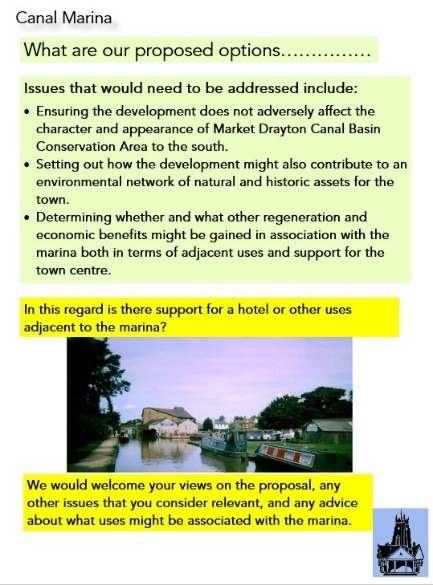 Canal Marina
What are our proposed options……………
Issues that would need to be addressed include:
• Ensuring the development does not adversely affect the
character and appearance of Market Drayton Canal Basin
Conservation Area to the south.
• Setting out how the development might also contribute to an
environmental network of natural and historic assets for the
town.
• Determining whether and what other regeneration and
economic benefits might be gained in association with the
marina both in terms of adjacent uses and support for the
town centre.
In this regard is there support for a hotel or other uses
adjacent to the marina?
We would welcome your views on the proposal, any
other issues that you consider relevant, and any advice
about what uses might be associated with the marina.